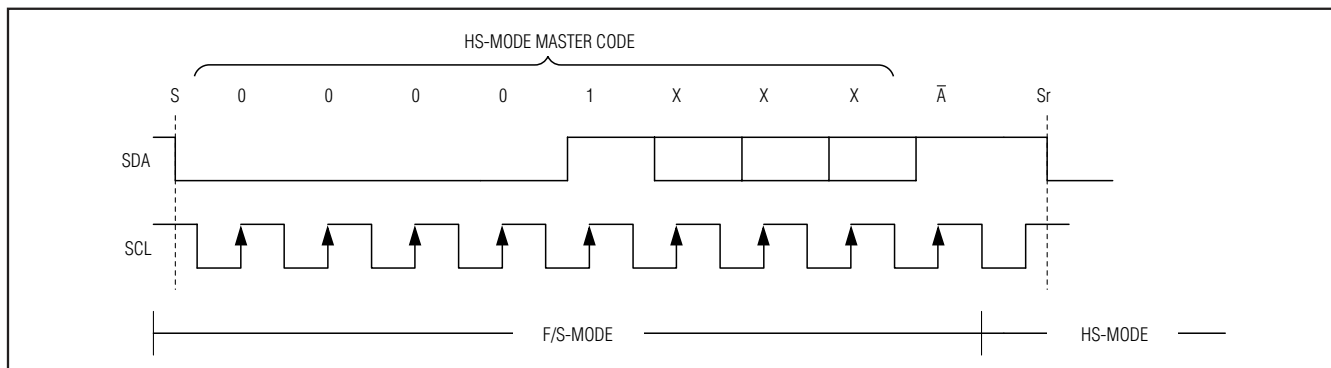 HS-MODE MASTER CODE
S 0 0 0 0 1 X X X A̅ Sr
SDA
SCL
F/S-MODE HS-MODE